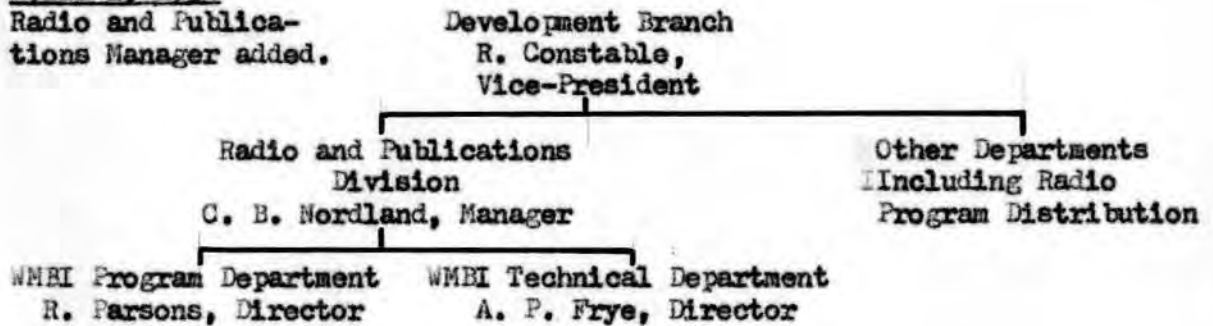 Radio and Publica-
tions Manager added.
Development Branch
R. Constable,
Vice-President
Radio and Publications
Division
C. B. Nordland, Manager
Other Departments
Including Radio
Program Distribution
WMBI Program Department
R. Parsons, Director
WMBI Technical Department
A. P. Frye, Director